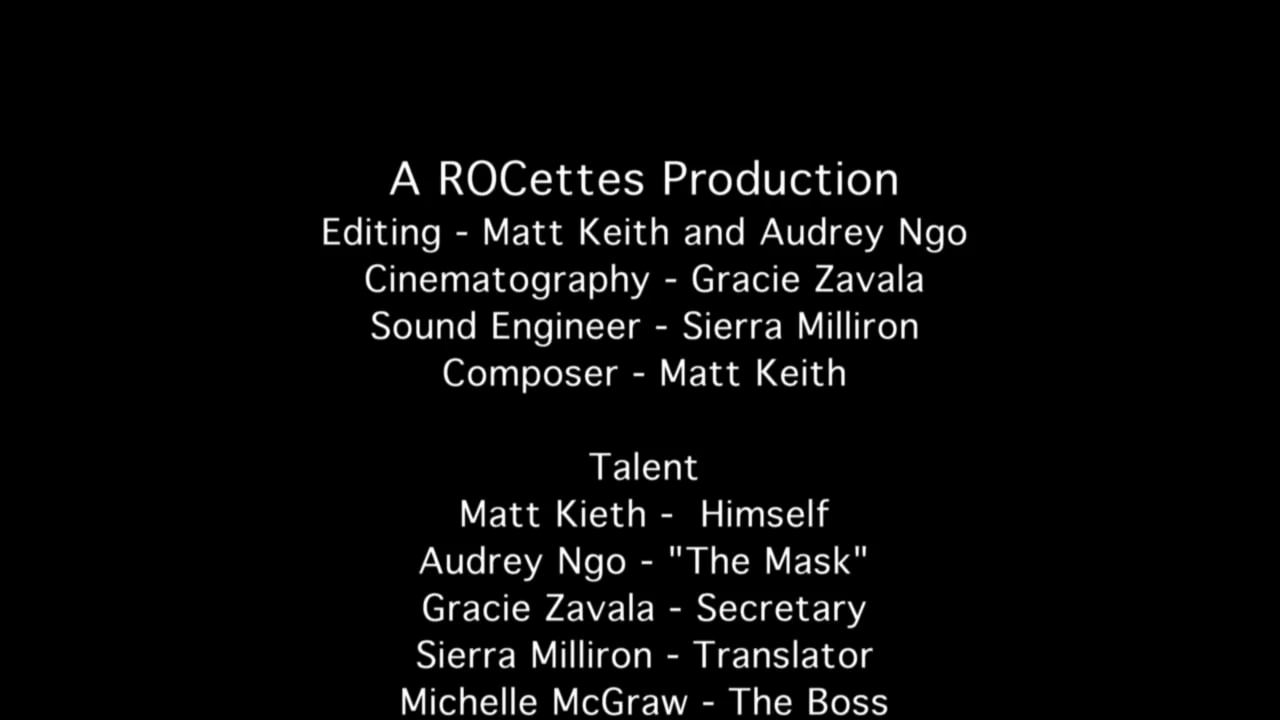 A ROCettes Production
Editing - Matt Keith and Audrey Ngo
Cinematography - Gracie Zavala
Sound Engineer - Sierra Milliron
Composer - Matt Keith
Talent
Matt Kieth -  Himself
Audrey Ngo - "The Mask"
Gracie Zavala - Secretary
Sierra Milliron - Translator
Michelle McGraw - The Boss